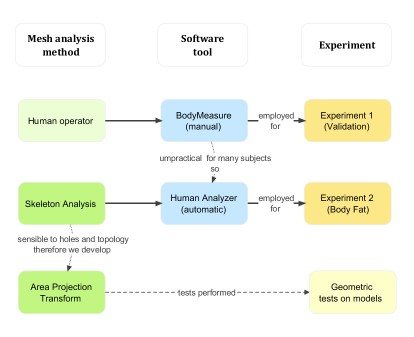 Mesh analysis
method
Software
tool
Experiment
Human operator
BodyMeasure
(manual)
employed
for
Experiment 1
(Validation)
umpractical for many subjects
so
Skeleton Analysis
Human Analyzer
(automatic)
employed
for
Experiment 2
(Body Fat)
sensible to holes and topology
therefore we develop
Area Projection
Transform
tests performed
Geometric
tests on models